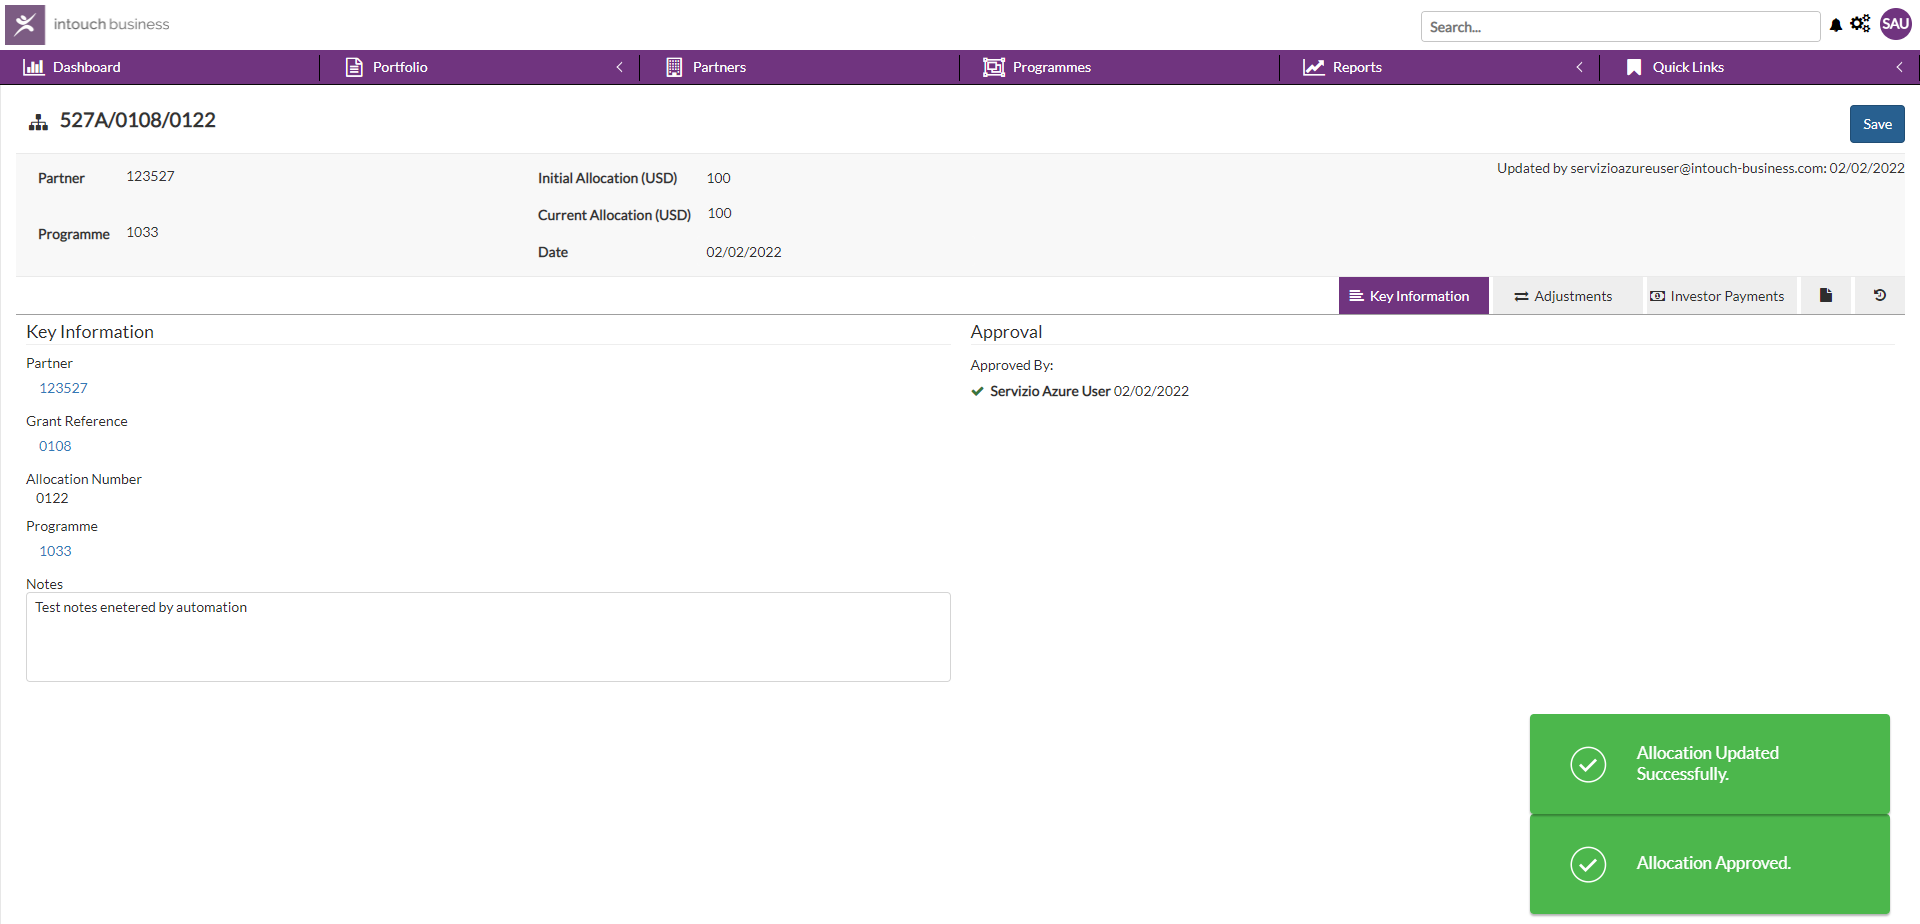 intouch business
Search...
SAU
Dashboard
Portfolio
Partners
Programmes
Reports
Quick Links
527A/0108/0122
Save
Partner 123527
Initial Allocation (USD) 100
Updated by servizioazureuser@intouch-business.com: 02/02/2022
Current Allocation (USD) 100
Programme 1033
Date 02/02/2022
Key Information
Adjustments
Investor Payments
Key Information
Partner
123527
Grant Reference
0108
Allocation Number
0122
Programme
1033
Notes
Test notes enetered by automation
Approval
Approved By:
Servizio Azure User 02/02/2022
Allocation Updated
Successfully.
Allocation Approved.